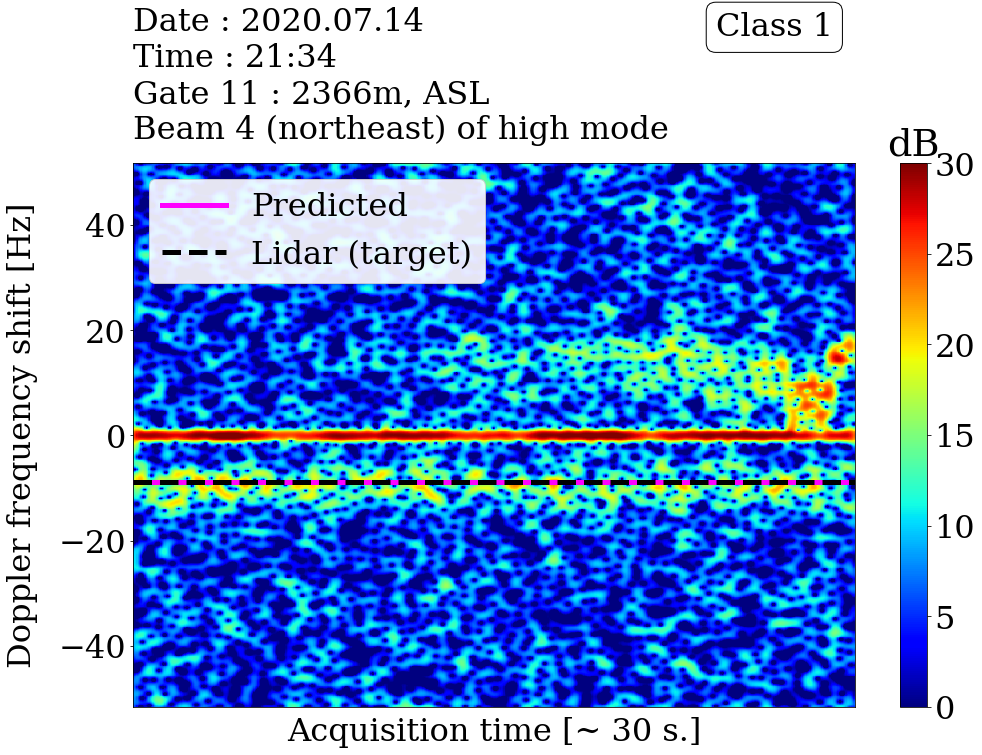 Date : 2020.07.14
Time : 21:34
Gate 11 : 2366m, ASL
Beam 4 (northeast) of high mode
Class 1
dB
Predicted
Lidar (target)
Doppler frequency shift [Hz]
40
20
0
−20
−40
Acquisition time [~ 30 s.]
30
25
20
15
10
5
0